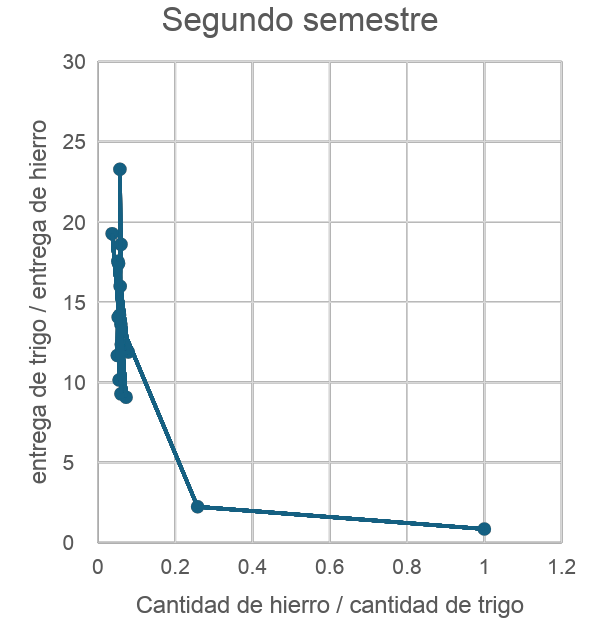 Segundo semestre
30
25
20
15
10
5
0
entrega de trigo / entrega de hierro
0 0.2 0.4 0.6 0.8 1 1.2
Cantidad de hierro / cantidad de trigo